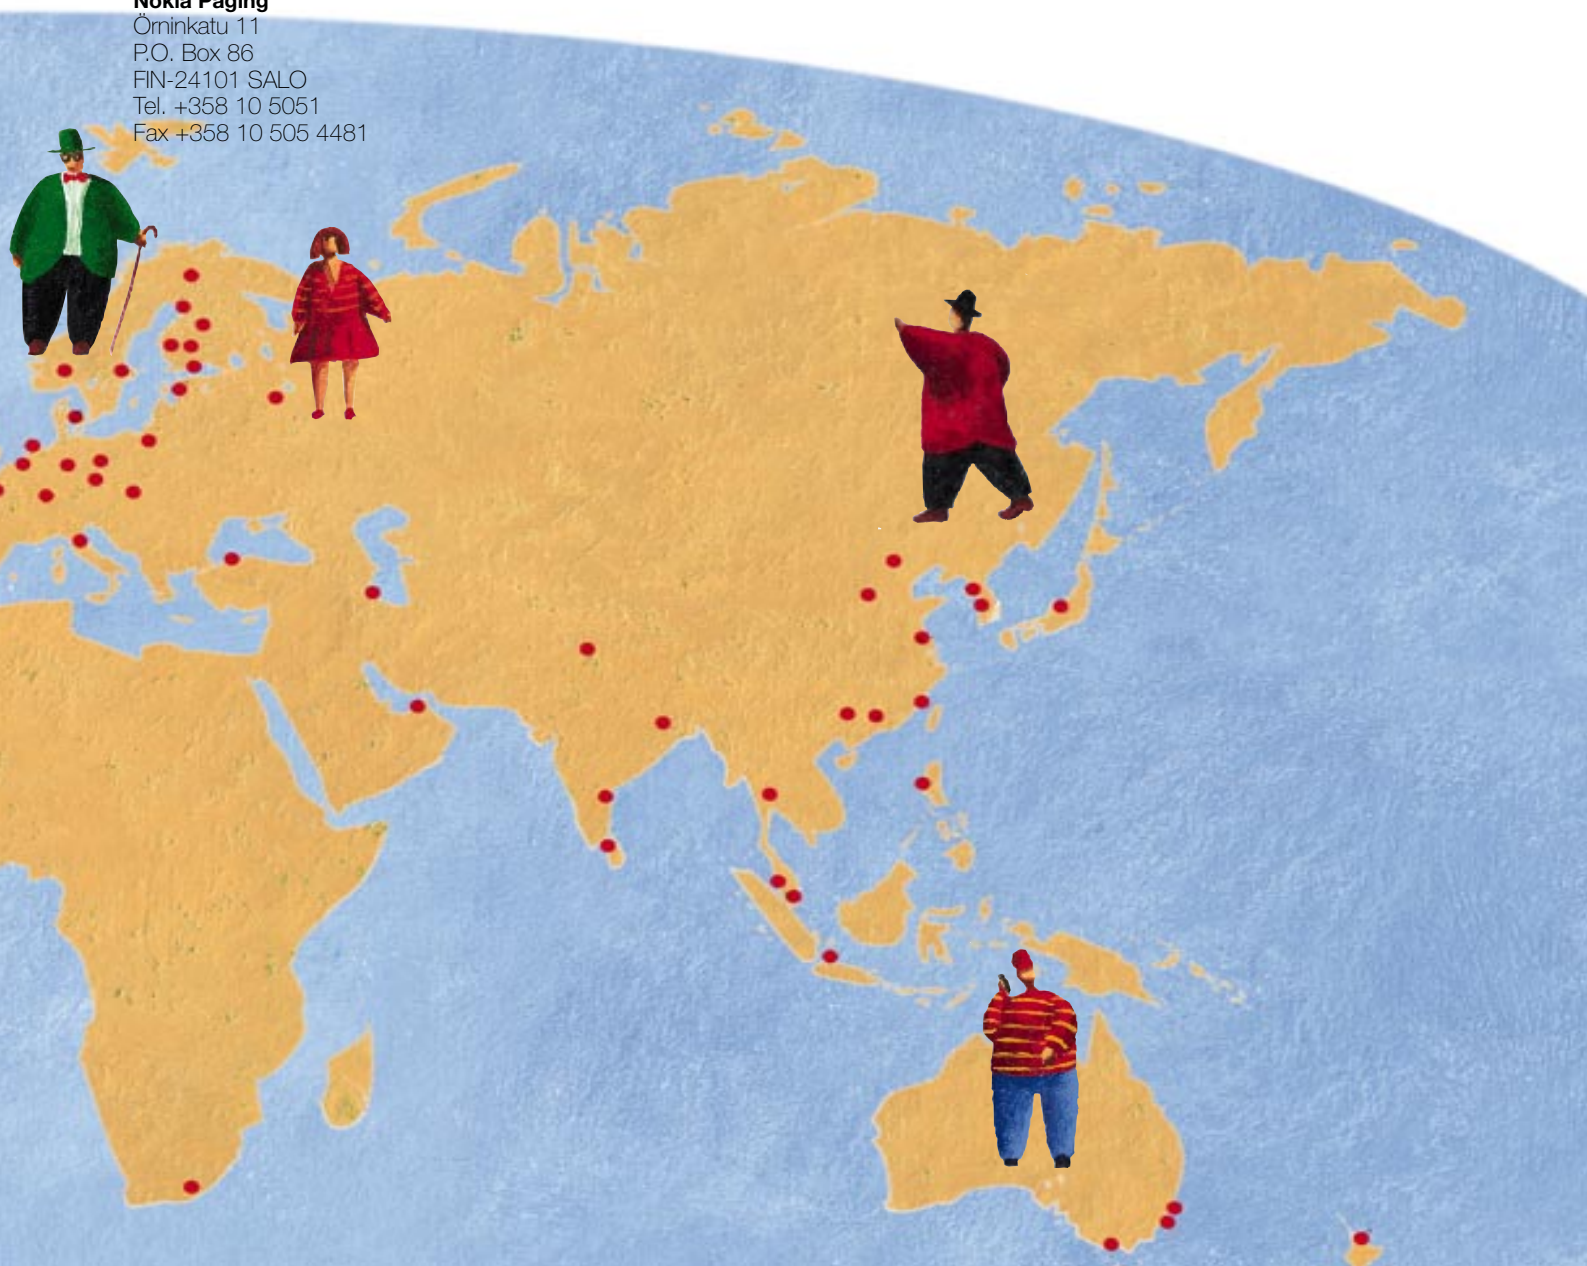 Nokia Paging
Örninkatu 11
P.O. Box 86
FIN-24101 SALO
Tel. +358 10 5051
Fax +358 10 505 4481